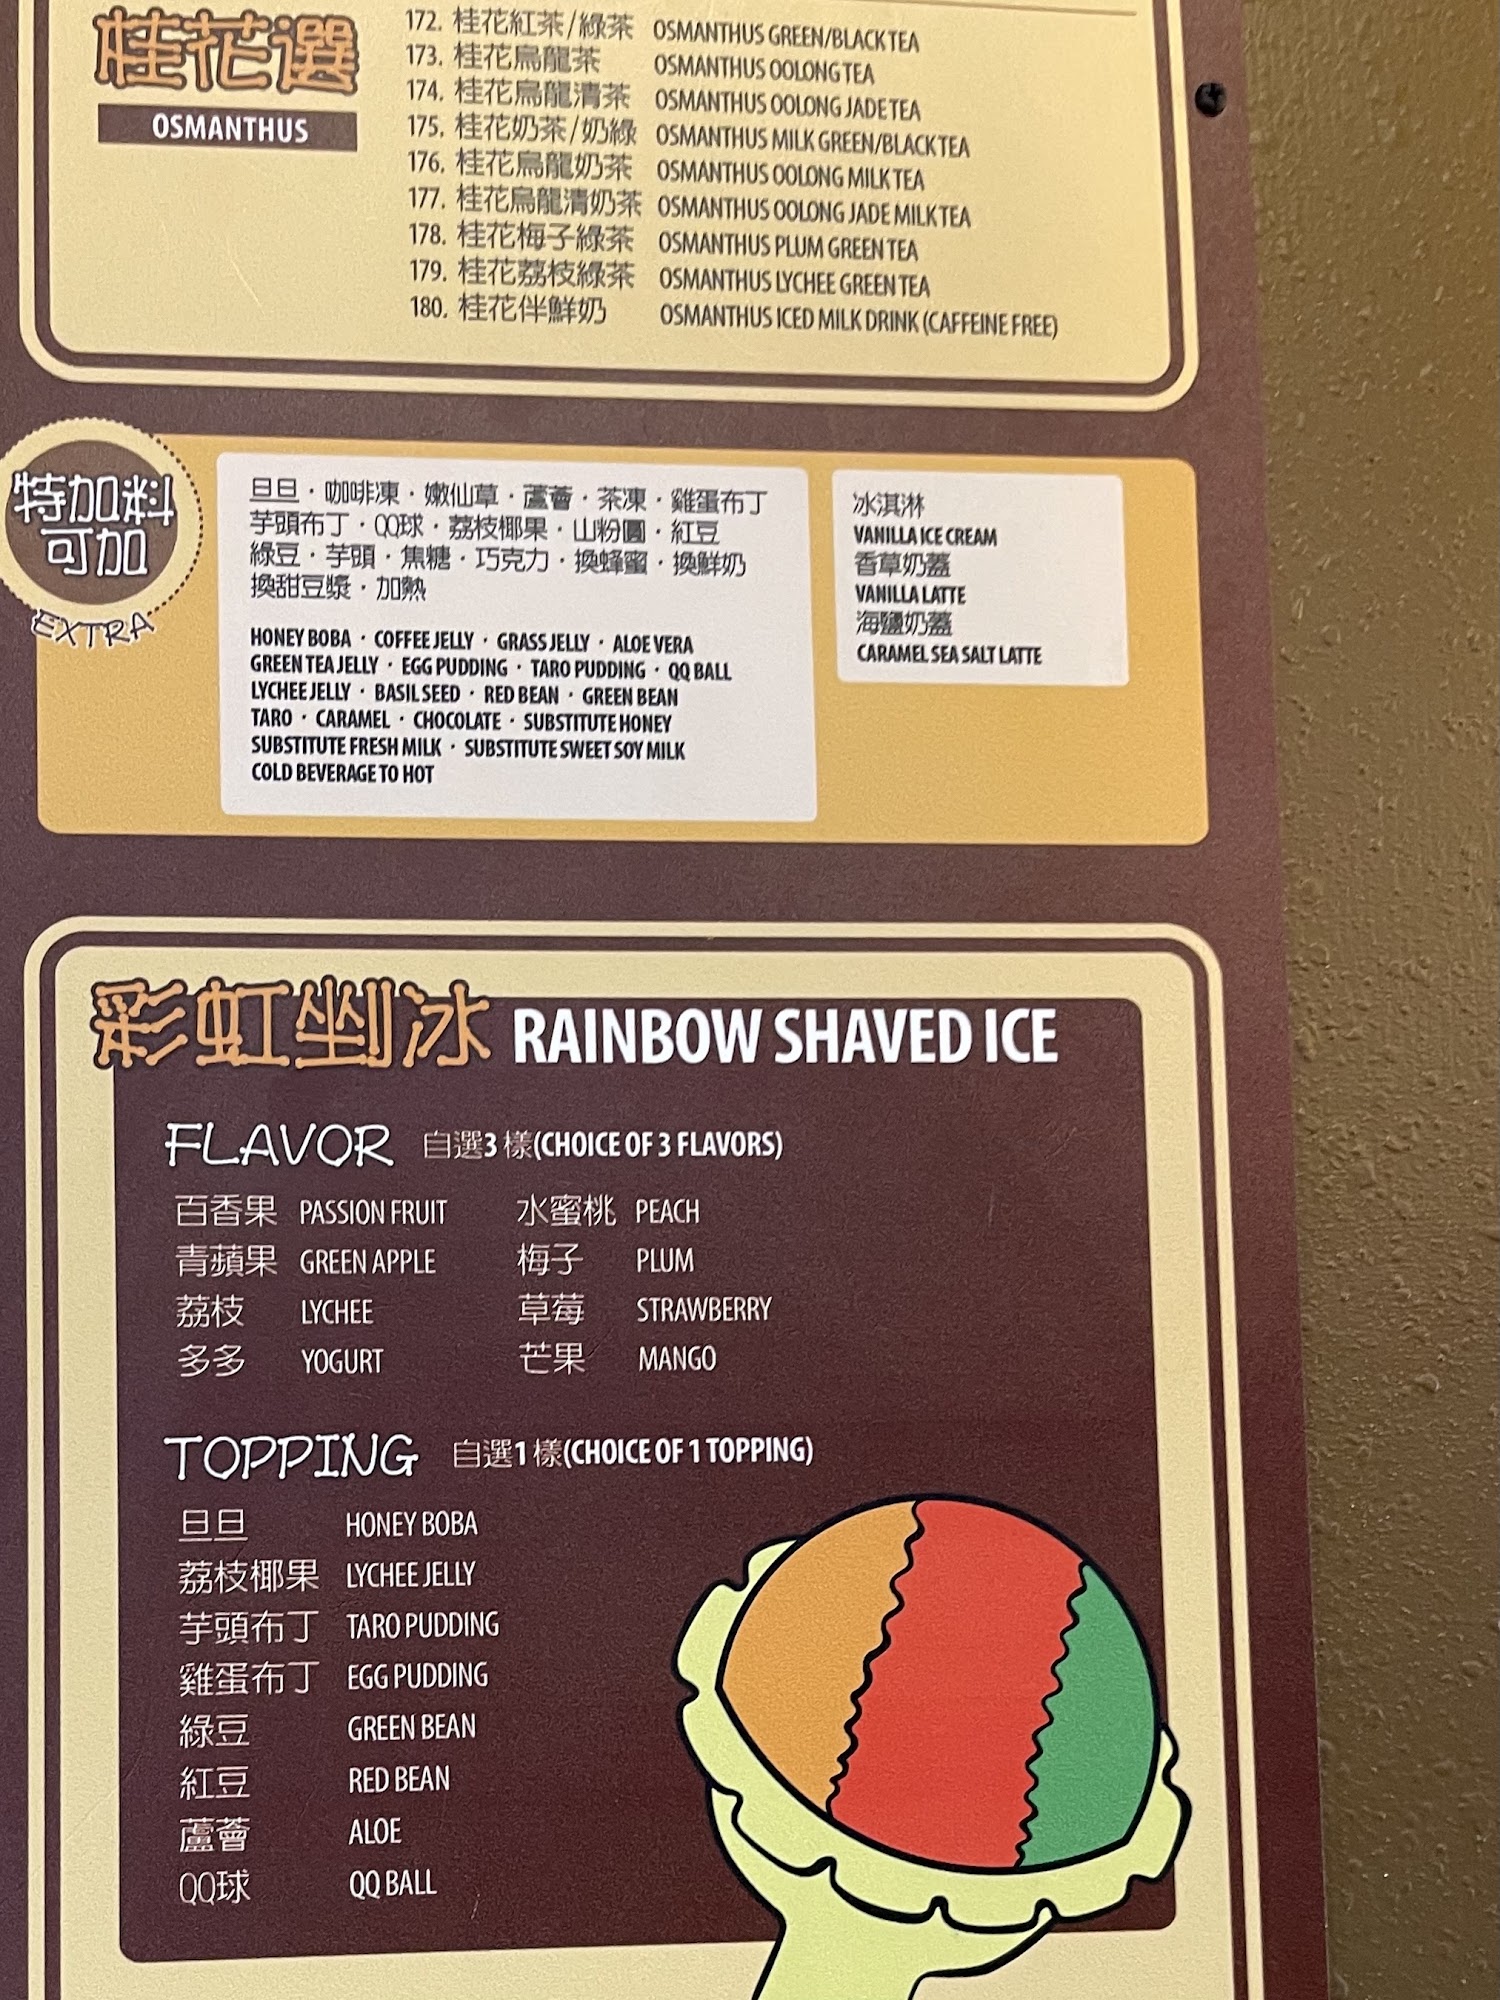 桂花選
OSMANTHUS
172. 桂花紅茶/綠茶 OSMANTHUS GREEN/BLACK TEA
173. 桂花烏龍茶 OSMANTHUS OOLONG TEA
174. 桂花烏龍清茶 OSMANTHUS OOLONG JADE TEA
175. 桂花奶茶/奶綠 OSMANTHUS MILK GREEN/BLACK TEA
176. 桂花烏龍奶茶 OSMANTHUS OOLONG MILK TEA
177. 桂花烏龍清奶茶 OSMANTHUS OOLONG JADE MILK TEA
178. 桂花梅子綠茶 OSMANTHUS PLUM GREEN TEA
179. 桂花荔枝綠茶 OSMANTHUS LYCHEE GREEN TEA
180. 桂花伴鮮奶 OSMANTHUS ICED MILK DRINK (CAFFEINE FREE)
特加料
可加
EXTRA
旦旦 · 咖啡凍 · 嫩仙草 · 蘆薈 · 茶凍 · 雞蛋布丁
芋頭布丁 · QQ球 · 荔枝椰果 · 山粉圓 · 紅豆
綠豆 · 芋頭 · 焦糖 · 巧克力 · 換蜂蜜 · 換鮮奶
換甜豆漿 · 加熱
HONEY BOBA · COFFEE JELLY · GRASS JELLY · ALOE VERA
GREEN TEA JELLY · EGG PUDDING · TARO PUDDING · QQ BALL
LYCHEE JELLY · BASIL SEED · RED BEAN · GREEN BEAN
TARO · CARAMEL · CHOCOLATE · SUBSTITUTE HONEY
SUBSTITUTE FRESH MILK · SUBSTITUTE SWEET SOY MILK
COLD BEVERAGE TO HOT
冰淇淋
VANILLA ICE CREAM
香草奶蓋
VANILLA LATTE
海鹽奶蓋
CARAMEL SEA SALT LATTE
彩虹剉冰 RAINBOW SHAVED ICE
FLAVOR 自選3 樣(CHOICE OF 3 FLAVORS)
百香果 PASSION FRUIT 水蜜桃 PEACH
青蘋果 GREEN APPLE 梅子 PLUM
荔枝 LYCHEE 草莓 STRAWBERRY
多多 YOGURT 芒果 MANGO
TOPPING 自選1 樣(CHOICE OF 1 TOPPING)
旦旦 HONEY BOBA
荔枝椰果 LYCHEE JELLY
芋頭布丁 TARO PUDDING
雞蛋布丁 EGG PUDDING
綠豆 GREEN BEAN
紅豆 RED BEAN
蘆薈 ALOE
QQ球 QQ BALL